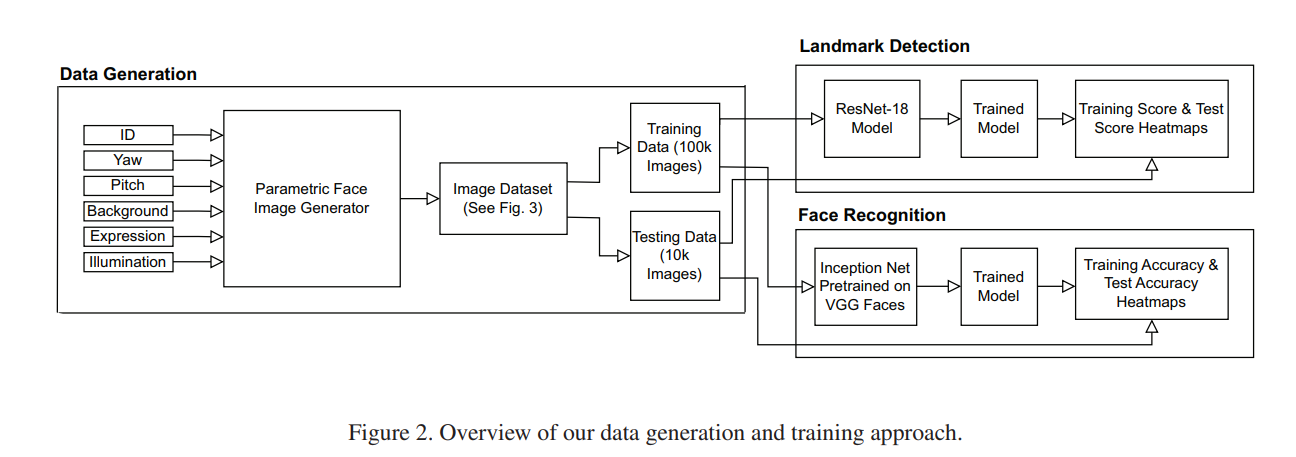 Data Generation
ID
Yaw
Pitch
Background
Expression
Illumination
Parametric Face
Image Generator
Image Dataset
(See Fig. 3)
Training
Data (100k
Images)
Testing Data
(10k
Images)
Landmark Detection
ResNet-18
Model
Trained
Model
Training Score & Test
Score Heatmaps
Face Recognition
Inception Net
Pretrained on
VGG Faces
Trained
Model
Training Accuracy &
Test Accuracy
Heatmaps
Figure 2. Overview of our data generation and training approach.